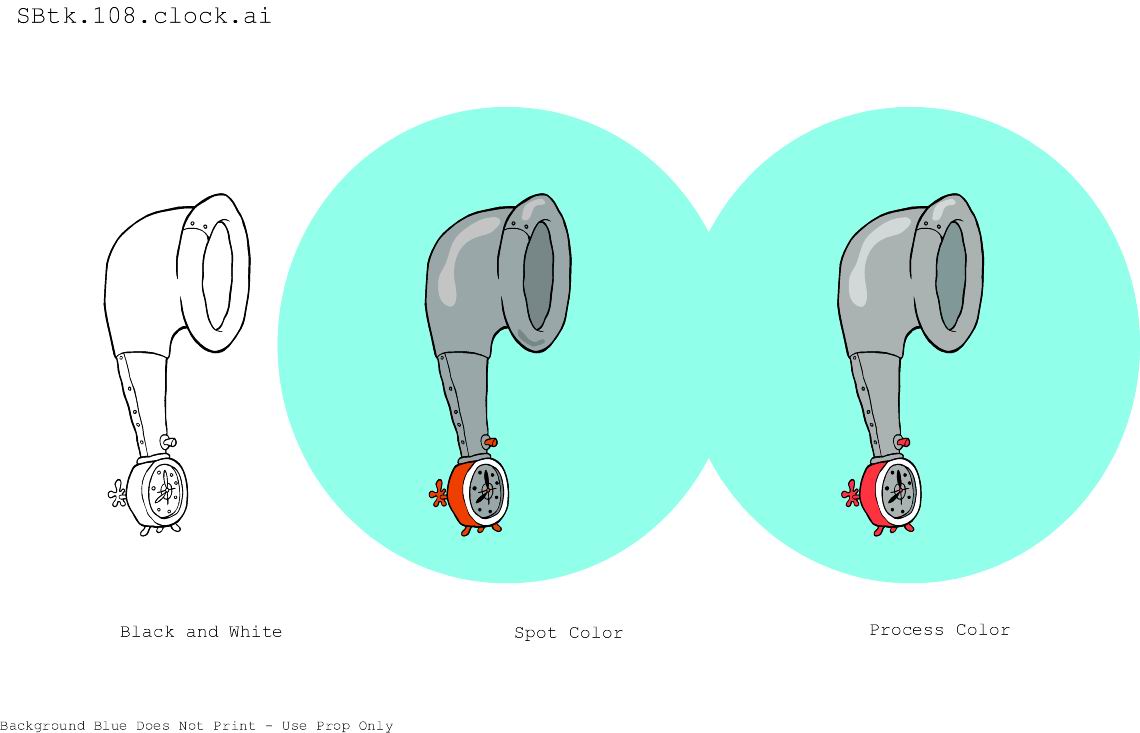 SBtk.108.clock.ai
Black and White
Spot Color
Process Color
Background Blue Does Not Print - Use Prop Only